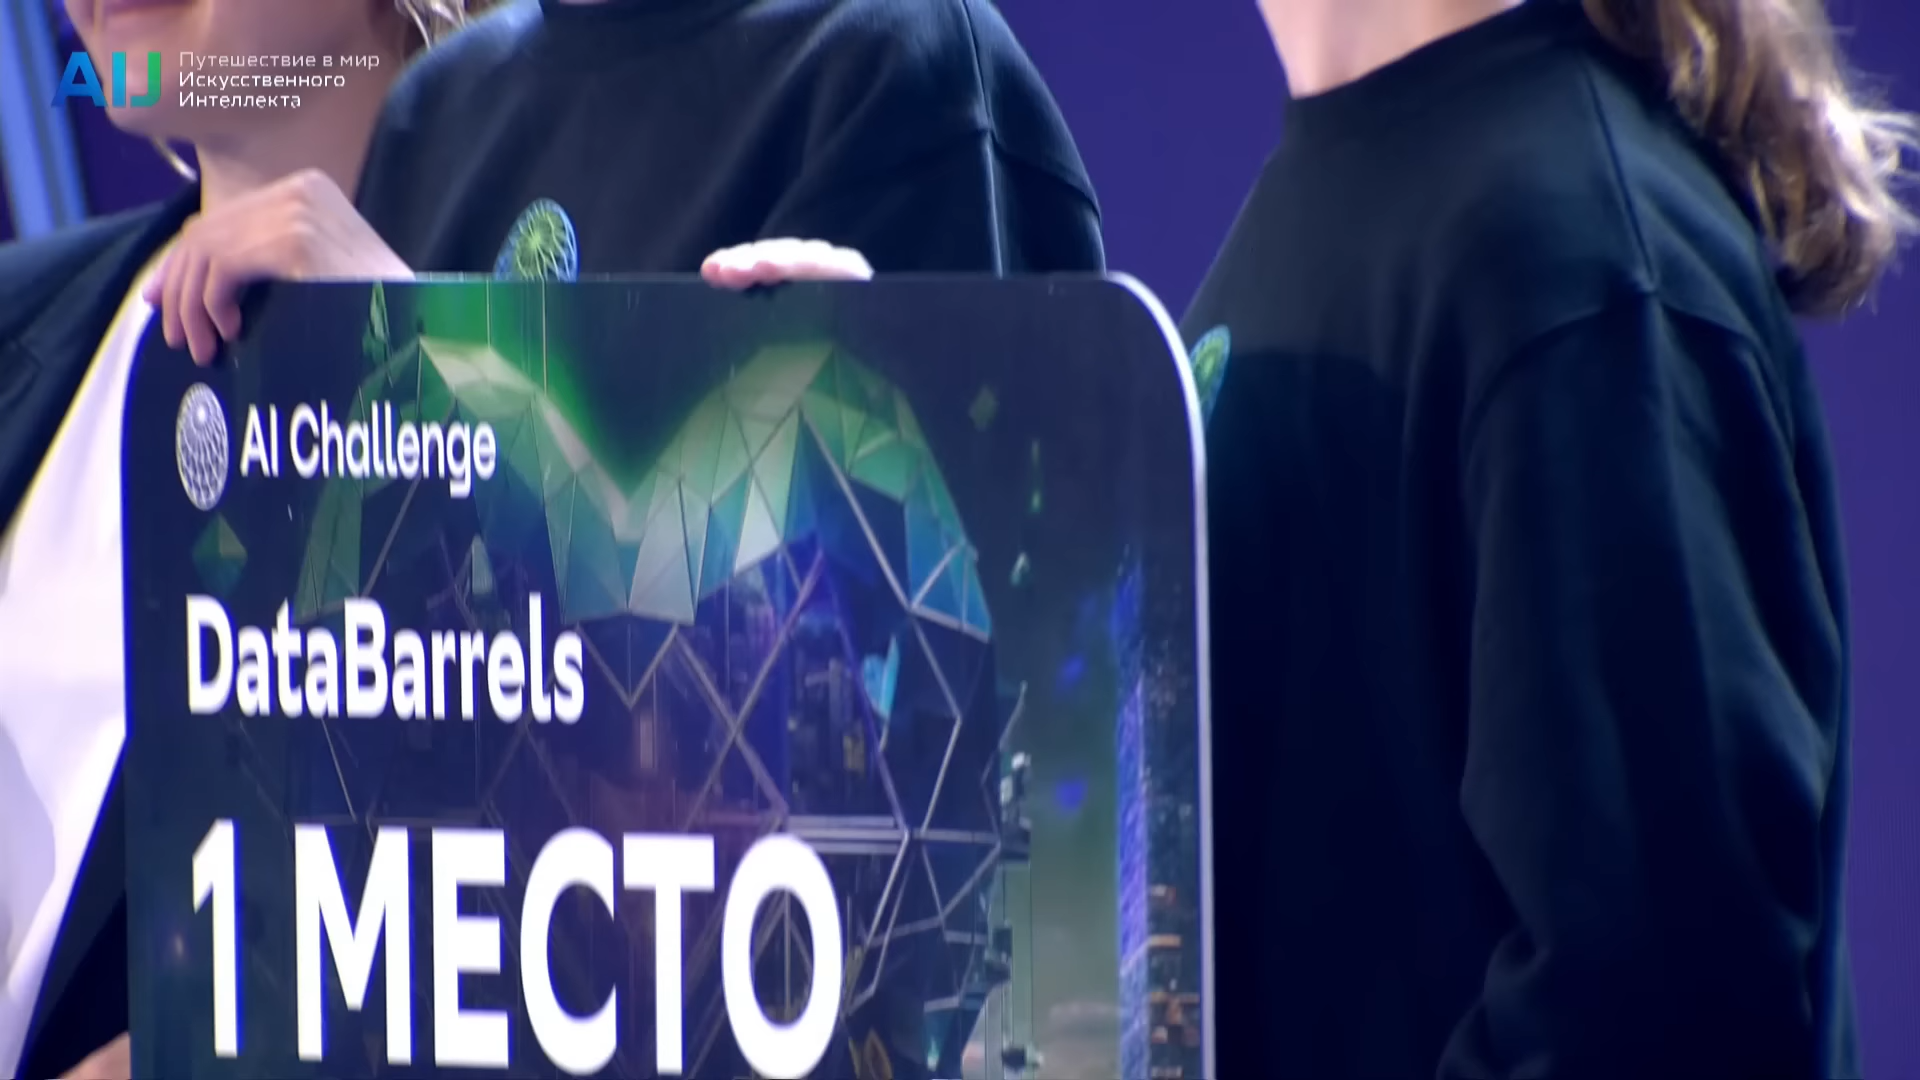 AIJ
Путешествие в мир
Искусственного
Интеллекта
AI Challenge
DataBarrels
1 МЕСТО